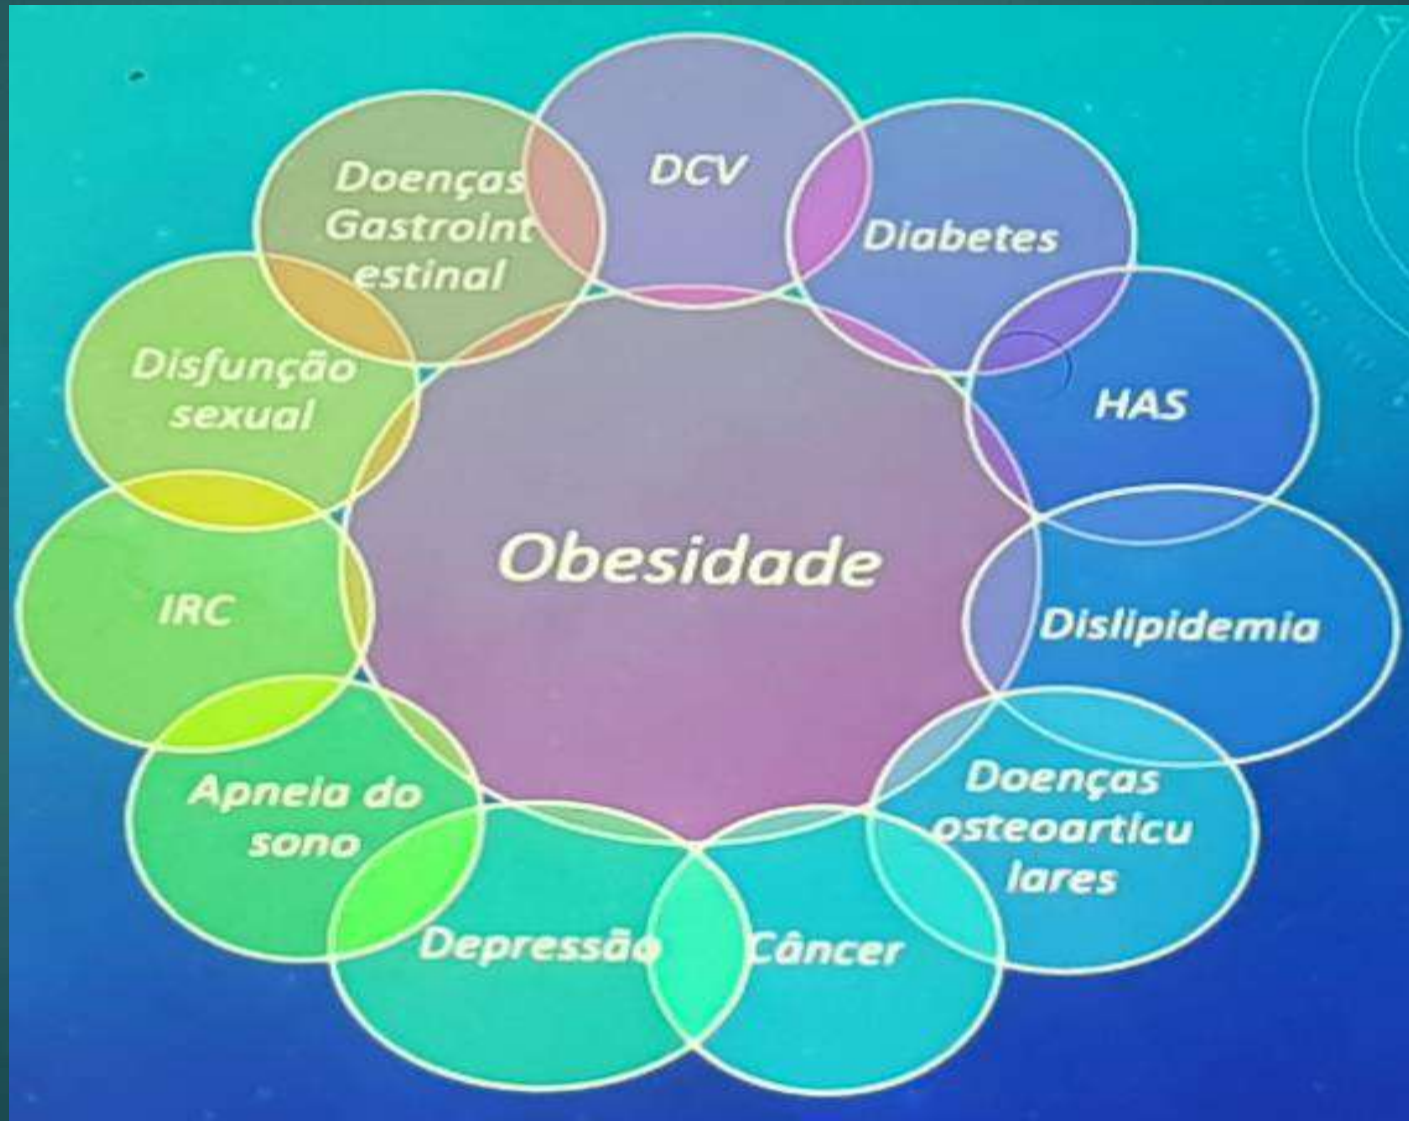 DCV
Diabetes
HAS
Dislipidemia
Doenças
osteoarticu
lares
Câncer
Depressão
Apneia do
sono
IRC
Disfunção
sexual
Doenças
Gastroint
estinal
Obesidade